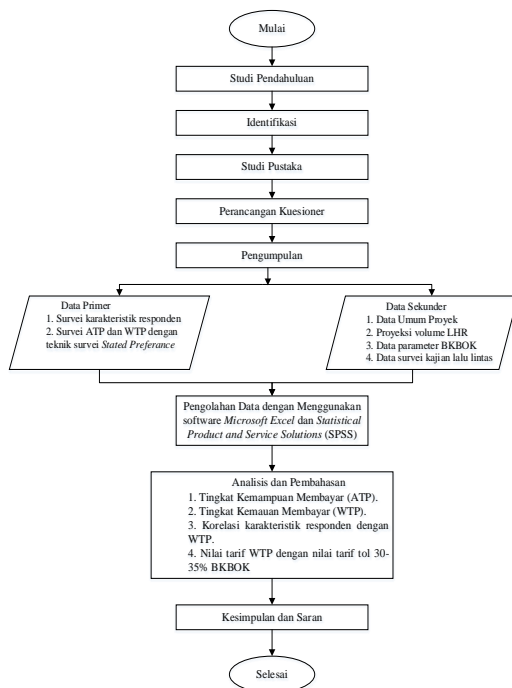 Mulai
Studi Pendahuluan
Identifikasi
Studi Pustaka
Perancangan Kuesioner
Pengumpulan
Data Primer
1. Survei karakteristik responden
2. Survei ATP dan WTP dengan
teknik survei Stated Preferance
Data Sekunder
1. Data Umum Proyek
2. Proyeksi volume LHR
3. Data parameter BKBOK
4. Data survei kajian lalu lintas
Pengolahan Data dengan Menggunakan
software Microsoft Excel dan Statistical
Product and Service Solutions (SPSS)
Analisis dan Pembahasan
1. Tingkat Kemampuan Membayar (ATP).
2. Tingkat Kemauan Membayar (WTP).
3. Korelasi karakteristik responden dengan
WTP.
4. Nilai tarif WTP dengan nilai tarif tol 30-
35% BKBOK
Kesimpulan dan Saran
Selesai